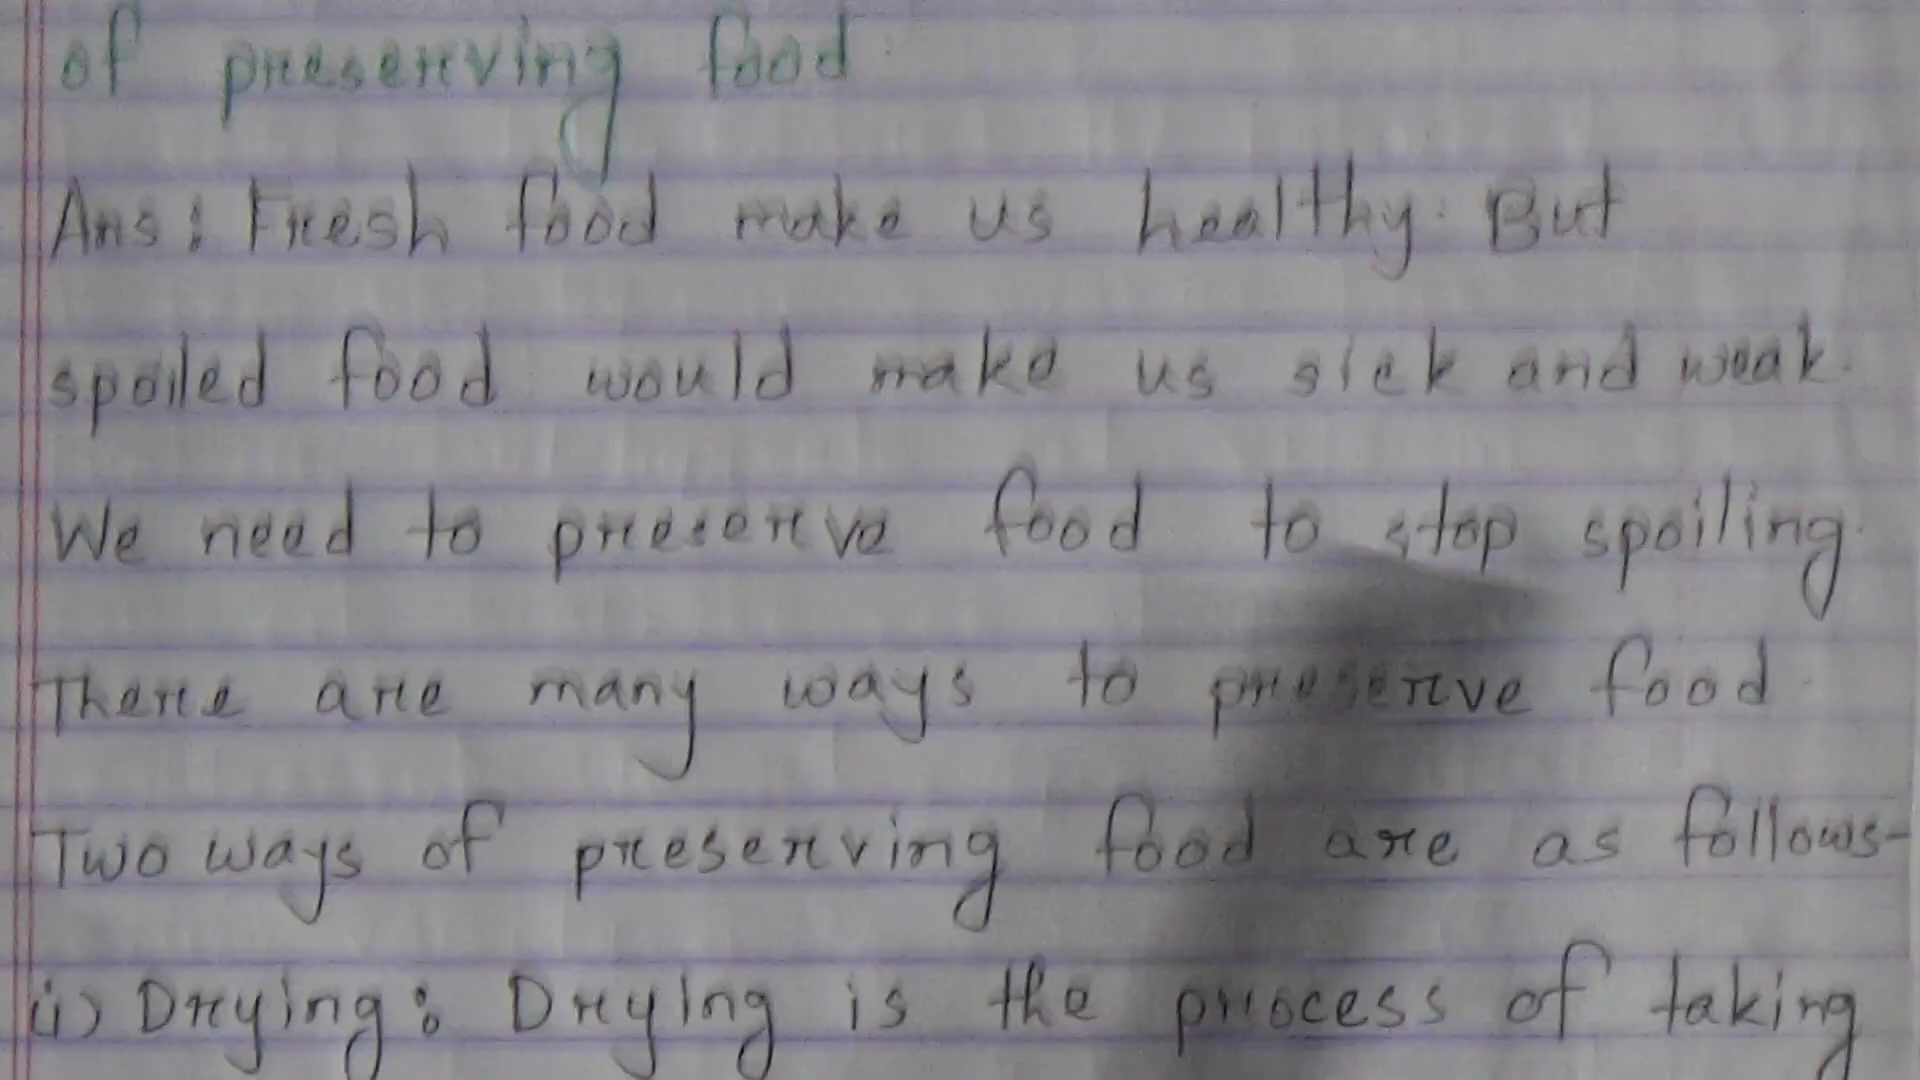 of preserving food
Ans: Fresh food make us healthy. But
spoiled food would make us sick and weak.
We need to preserve food to stop spoiling.
There are many ways to preserve food.
Two ways of preserving food are as follows-
i) Drying: Drying is the process of taking